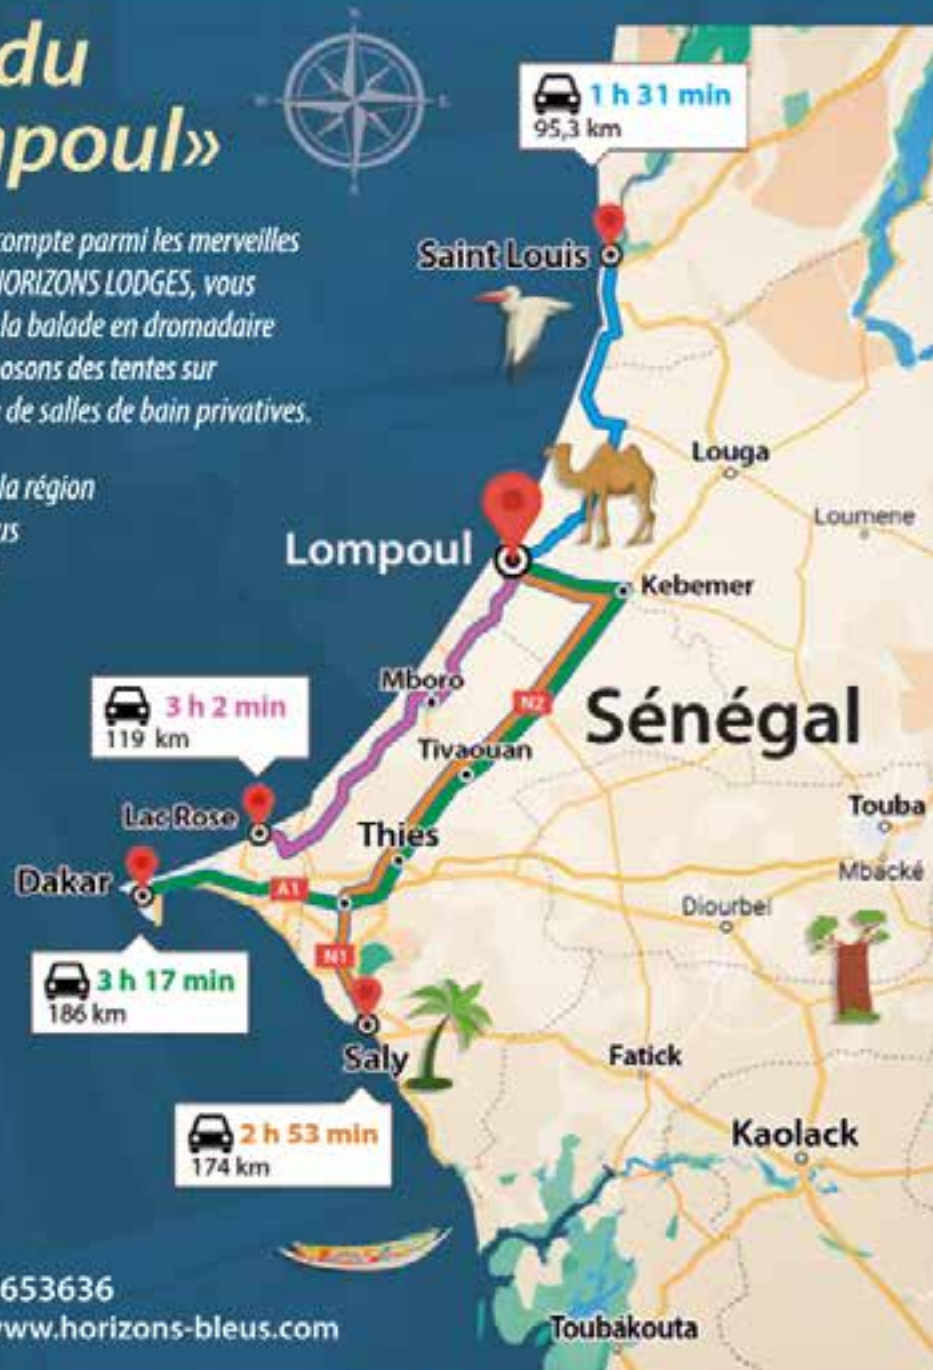 du
mpoul»
compte parmi les merveilles
HORIZONS LODGES, vous
la balade en dromadaire
osons des tentes sur
de salles de bain privatives.
la région
us
1 h 31 min
95,3 km
Saint Louis
Louga
Loumene
Lompoul
Kebemer
Mboro
N2
Sénégal
3 h 2 min
119 km
Tivaouan
Lac Rose
Thies
Touba
Mbacké
Dakar
A1
Diourbel
N1
3 h 17 min
186 km
Saly
Fatick
2 h 53 min
174 km
Kaolack
653636
www.horizons-bleus.com
Toubakouta